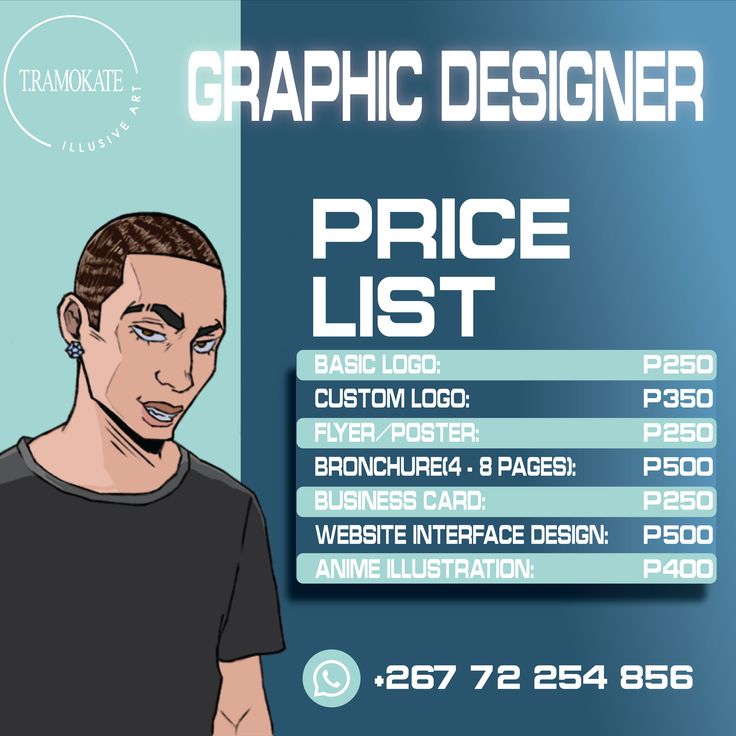 T.RAMOKATE
ILLUSIVE ART
GRAPHIC DESIGNER
PRICE
LIST
BASIC LOGO: P250
CUSTOM LOGO: P350
FLYER/POSTER: P250
BRONCHURE(4 - 8 PAGES): P500
BUSINESS CARD: P250
WEBSITE INTERFACE DESIGN: P500
ANIME ILLUSTRATION: P400
+267 72 254 856